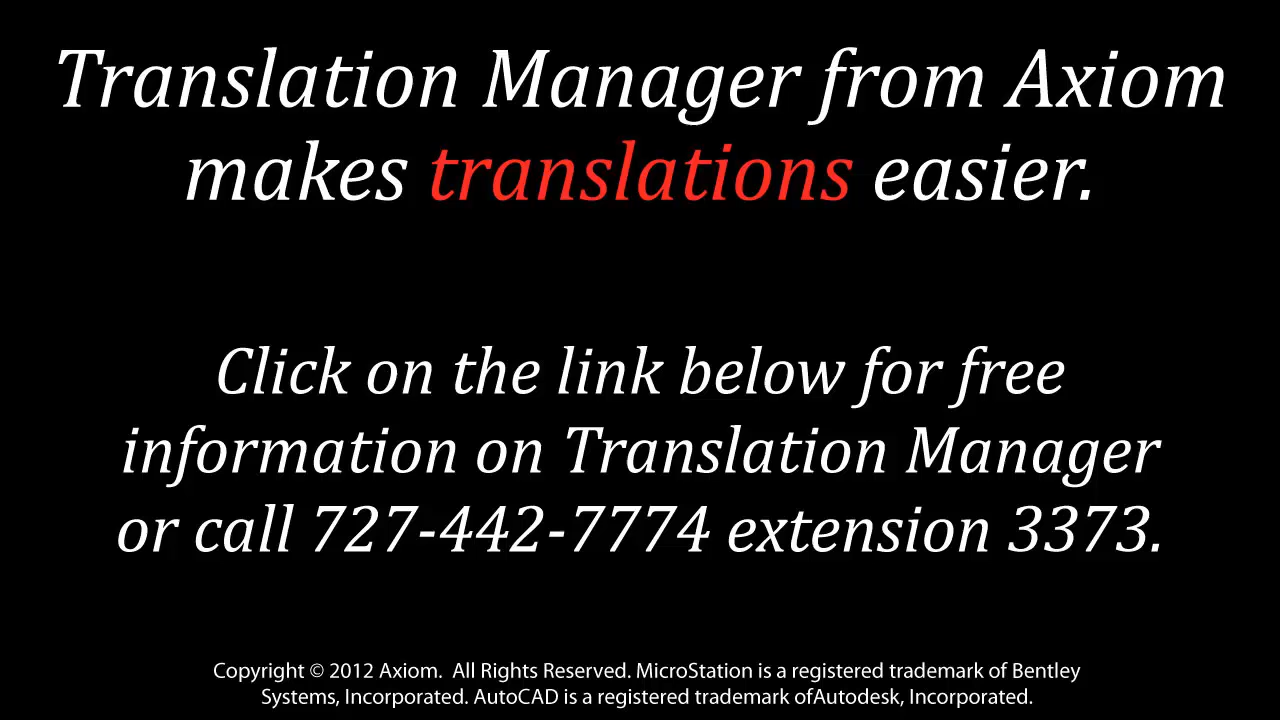 Translation Manager from Axiom
makes translations easier.
Click on the link below for free
information on Translation Manager
or call 727-442-7774 extension 3373.
Copyright © 2012 Axiom.  All Rights Reserved. MicroStation is a registered trademark of Bentley
Systems, Incorporated. AutoCAD is a registered trademark ofAutodesk, Incorporated.